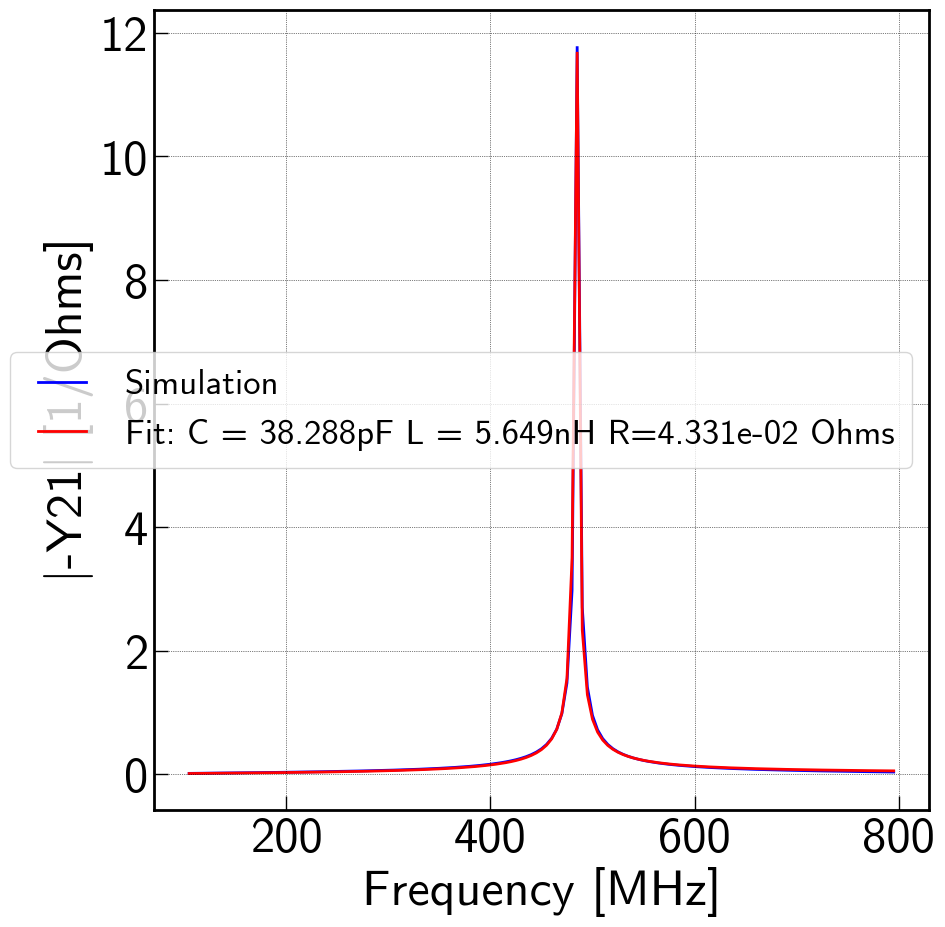 12
10
8
6
4
2
0
|-Y21| [1/Ohms]
Simulation
Fit: C = 38.288pF L = 5.649nH R=4.331e-02 Ohms
200 400 600 800
Frequency [MHz]